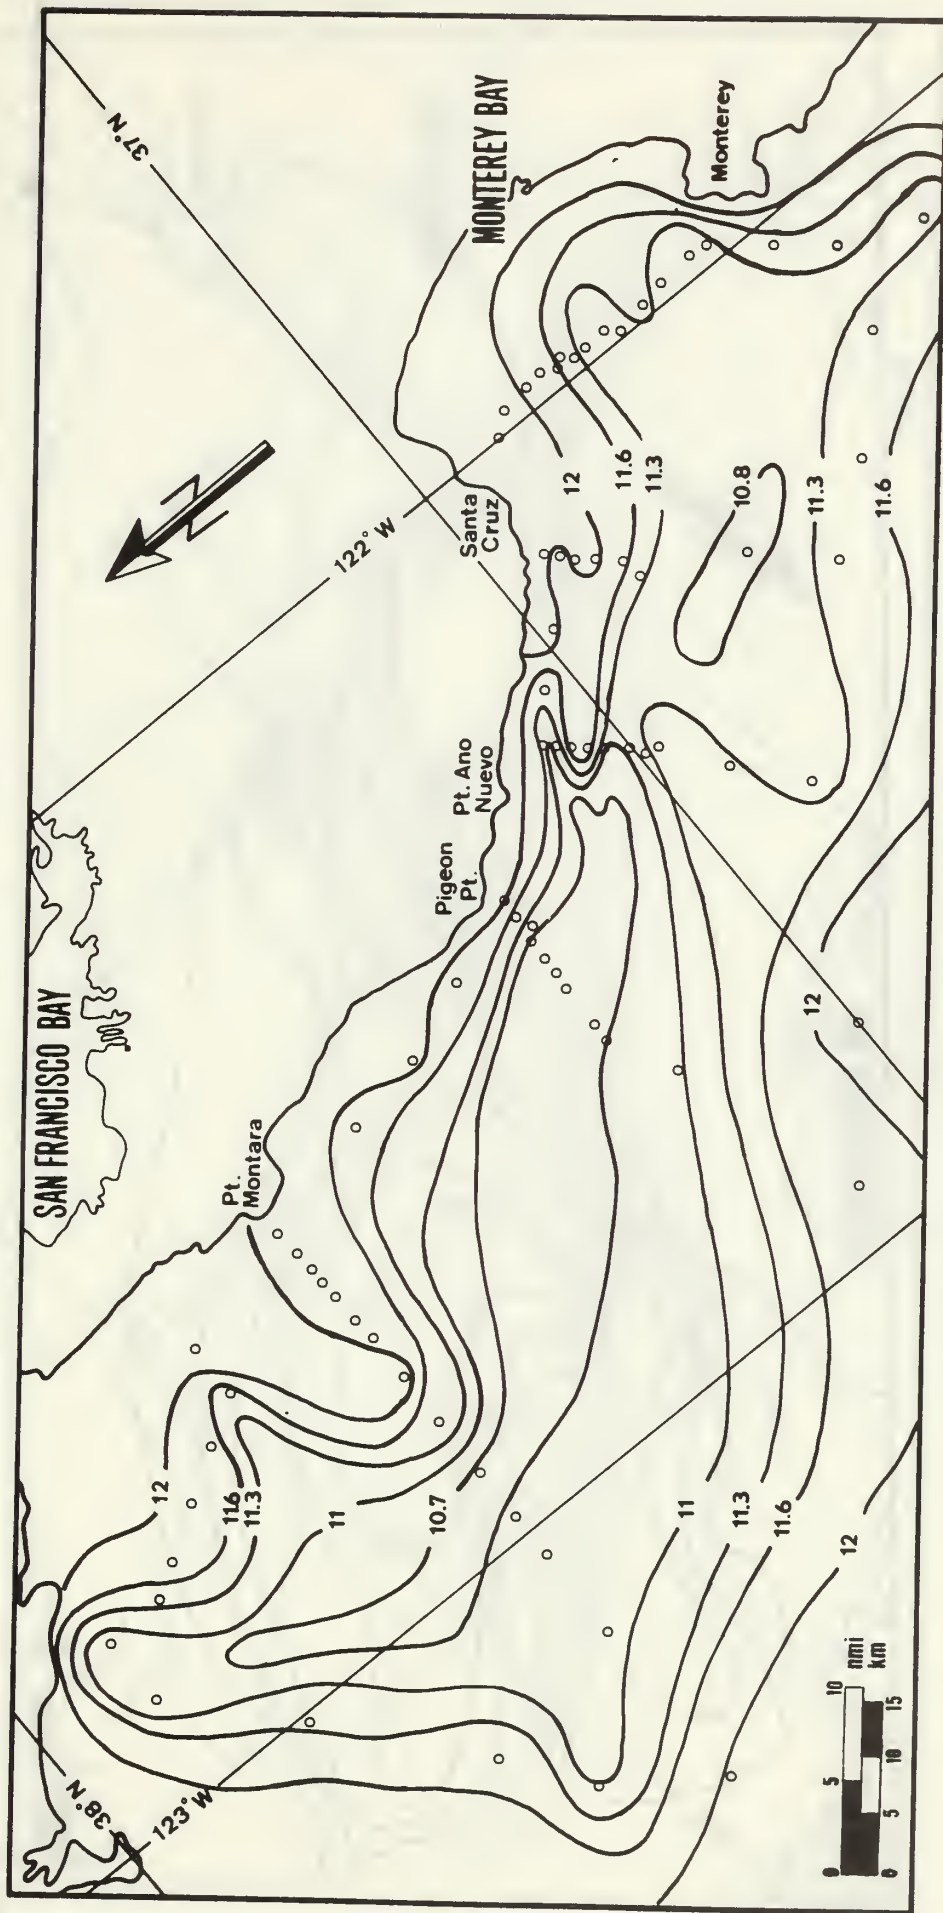 37°N
MONTEREY BAY
Monterey
122° W
N
Santa
Cruz
Pt. Ano
Nuevo
Pigeon
Pt.
SAN FRANCISCO BAY
Pt.
Montara
12
11.6
11.3
10.8
11.3
11.6
12
12
11.6
11.3
11
10.7
11
11.3
11.6
12
38°N
123°W
0 5 10 nmi
0 5 10 15 km